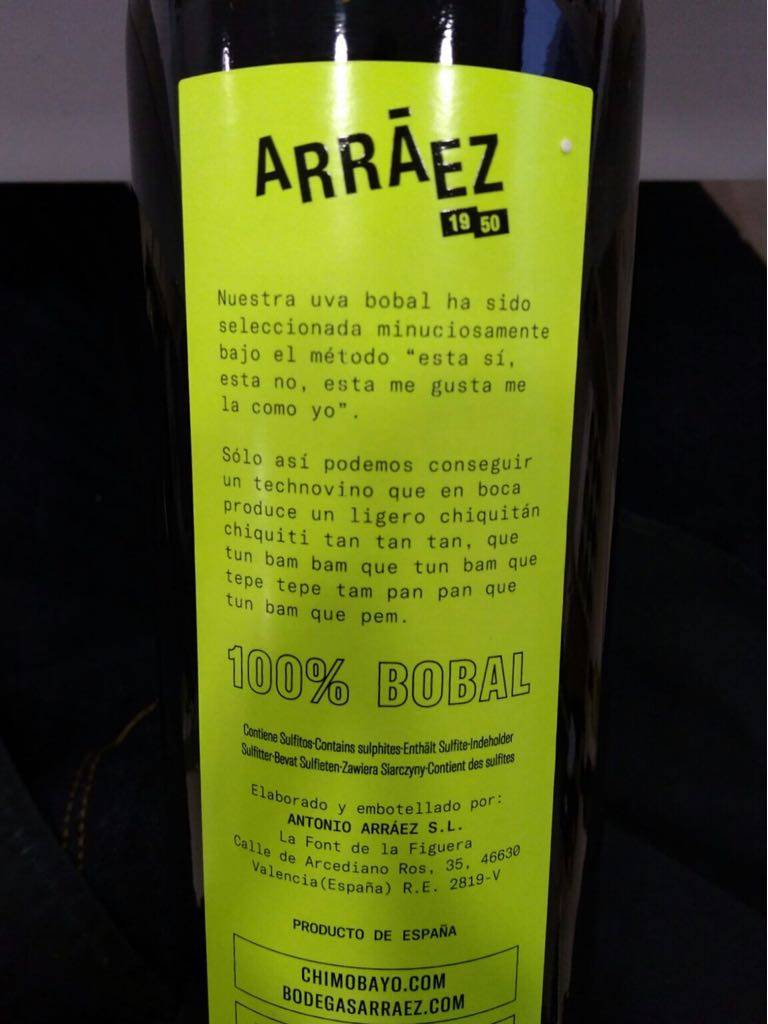 ARRÁEZ
19 50
Nuestra uva bobal ha sido
seleccionada minuciosamente
bajo el método “esta sí,
esta no, esta me gusta me
la como yo”.
Sólo así podemos conseguir
un technovino que en boca
produce un ligero chiquitán
chiquiti tan tan tan, que
tun bam bam que tun bam que
tepe tepe tam pan pan que
tun bam que pem.
100% BOBAL
Contiene Sulfitos·Contains sulphites·Enthält Sulfite·Indeholder
Sulfitter·Bevat Sulfieten·Zawiera Siarczyny·Contient des sulfites
Elaborado y embotellado por:
ANTONIO ARRÁEZ S.L.
La Font de la Figuera
Calle de Arcediano Ros, 35, 46630
Valencia(España) R.E. 2819-V
PRODUCTO DE ESPAÑA
CHIMOBAYO.COM
BODEGASARRAEZ.COM